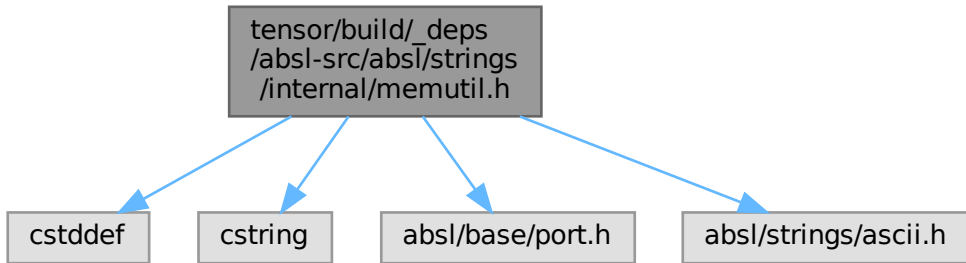 tensor/build/_deps
/absl-src/absl/strings
/internal/memutil.h
cstddef
cstring
absl/base/port.h
absl/strings/ascii.h